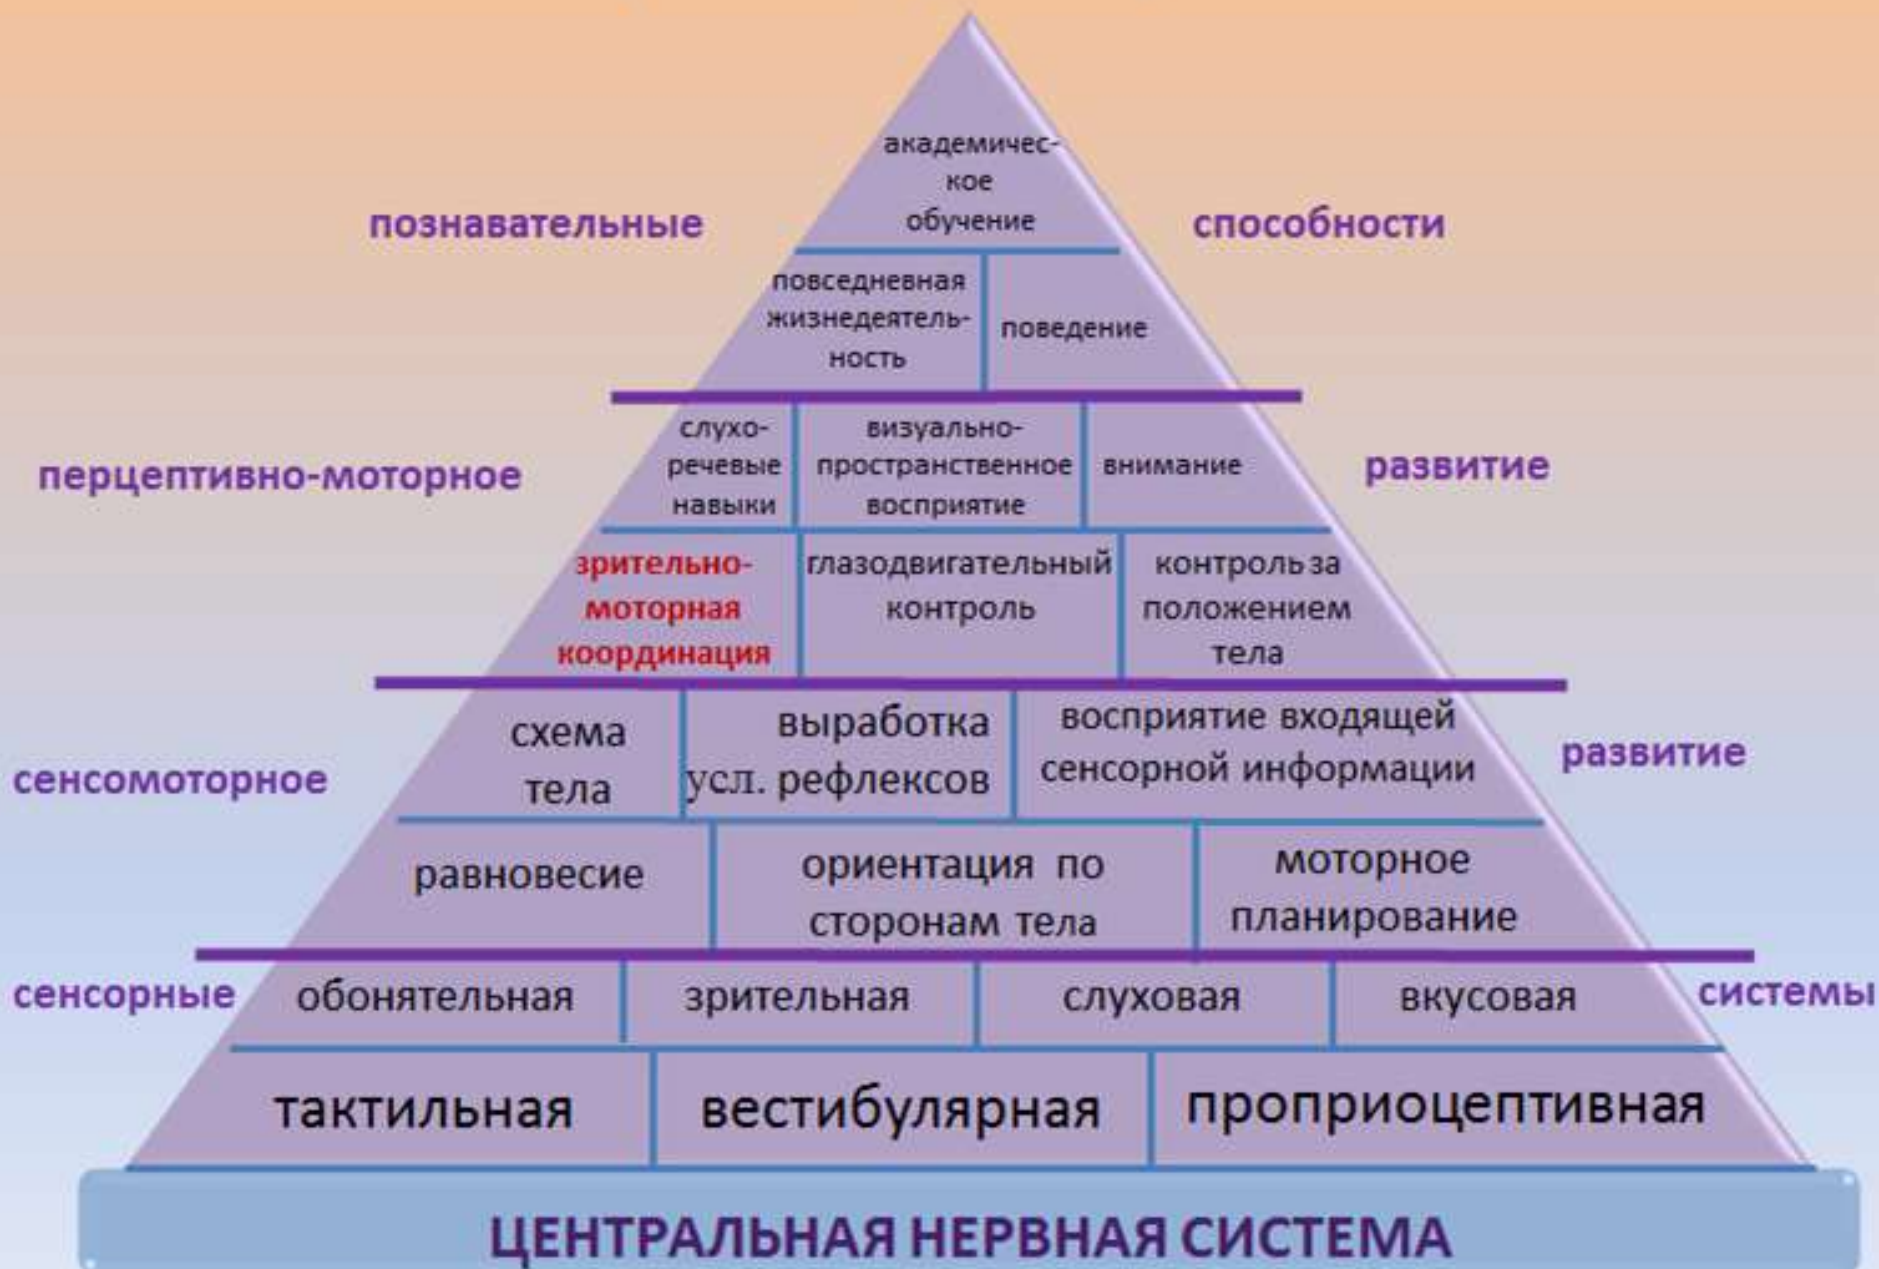 академичес-
кое
обучение
познавательные
способности
повседневная
жизнедеятель-
ность
поведение
слухо-
речевые
навыки
визуально-
пространственное
восприятие
внимание
перцептивно-моторное
развитие
зрительно-
моторная
координация
глазодвигательный
контроль
контроль за
положением
тела
схема
тела
выработка
усл. рефлексов
восприятие входящей
сенсорной информации
сенсомоторное
развитие
равновесие
ориентация по
сторонам тела
моторное
планирование
сенсорные
обонятельная
зрительная
слуховая
вкусовая
системы
тактильная
вестибулярная
проприоцептивная
ЦЕНТРАЛЬНАЯ НЕРВНАЯ СИСТЕМА